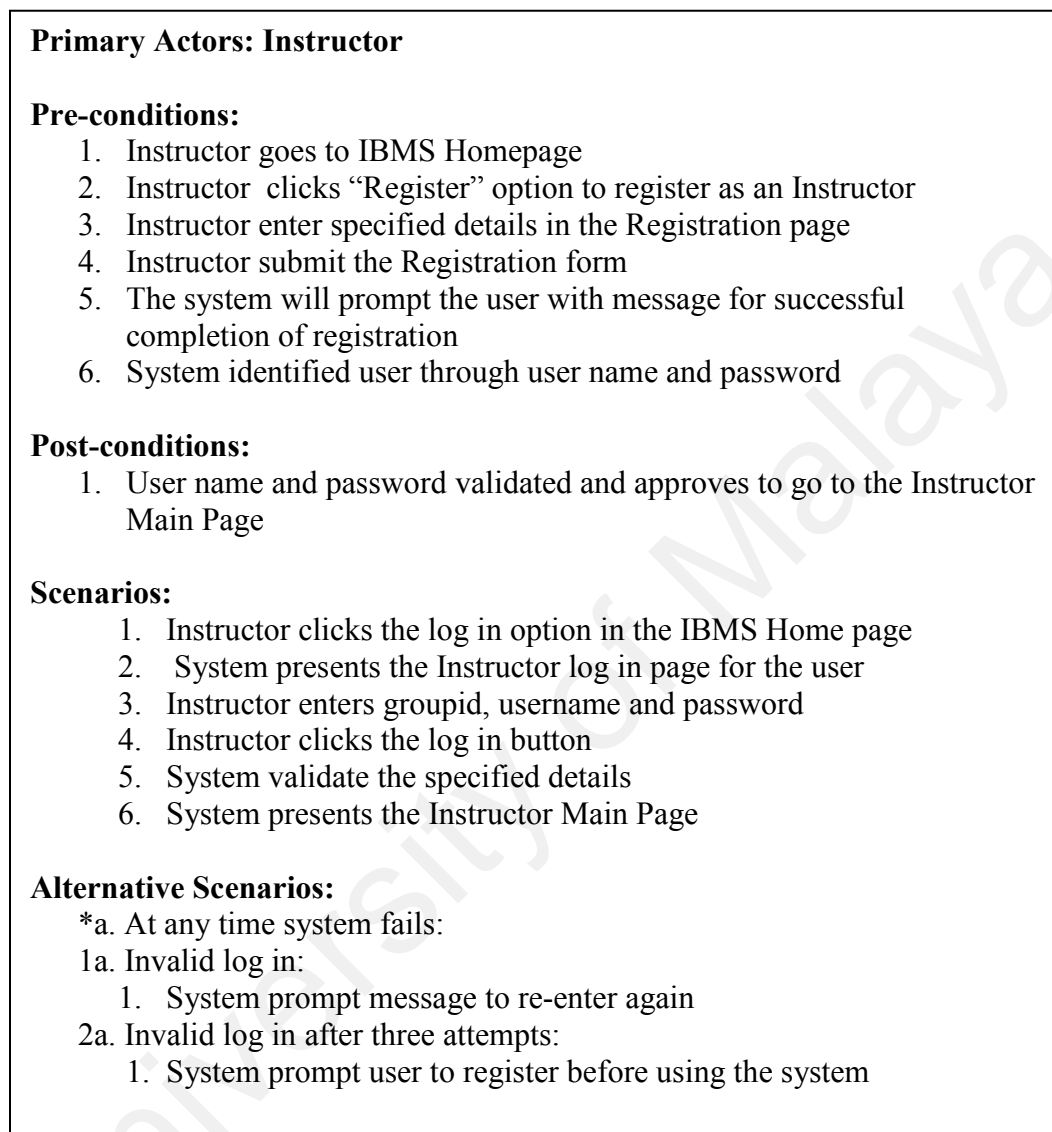 Primary Actors: Instructor
Pre-conditions:
1. Instructor goes to IBMS Homepage
2. Instructor clicks “Register” option to register as an Instructor
3. Instructor enter specified details in the Registration page
4. Instructor submit the Registration form
5. The system will prompt the user with message for successful
completion of registration
6. System identified user through user name and password
Post-conditions:
1. User name and password validated and approves to go to the Instructor
Main Page
Scenarios:
1. Instructor clicks the log in option in the IBMS Home page
2. System presents the Instructor log in page for the user
3. Instructor enters groupid, username and password
4. Instructor clicks the log in button
5. System validate the specified details
6. System presents the Instructor Main Page
Alternative Scenarios:
*a. At any time system fails:
1a. Invalid log in:
1. System prompt message to re-enter again
2a. Invalid log in after three attempts:
1. System prompt user to register before using the system
niversity of Malaya